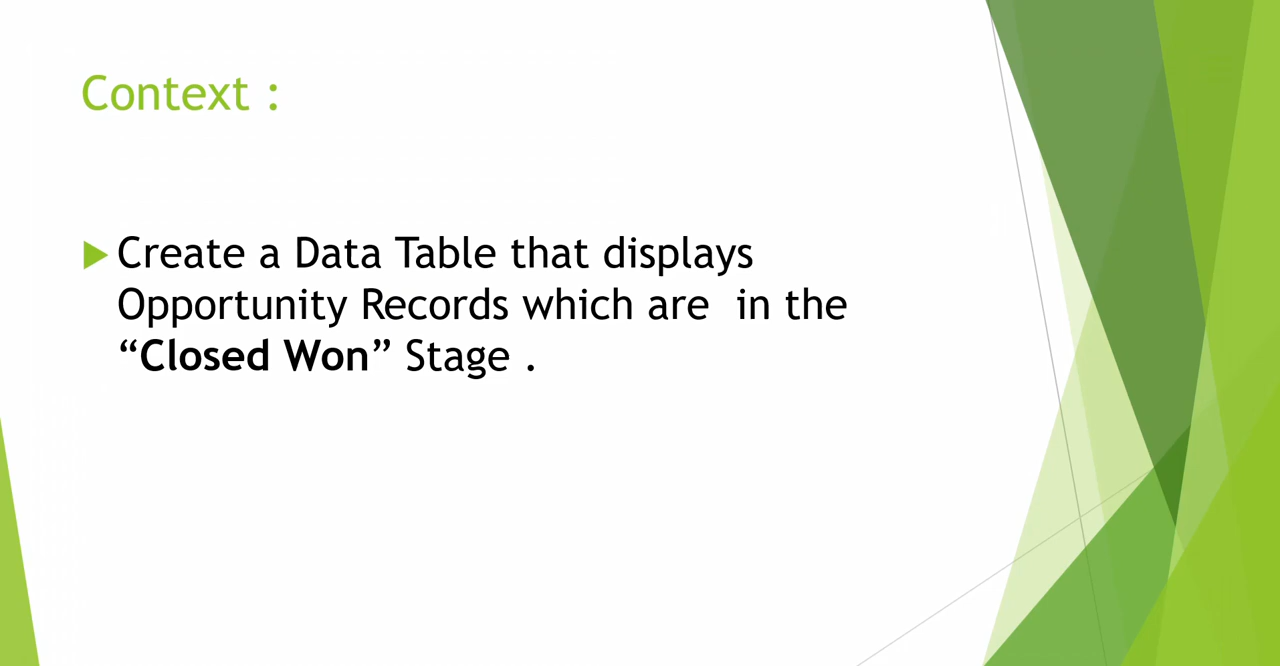 Context :
Create a Data Table that displays
Opportunity Records which are  in the
“Closed Won” Stage .